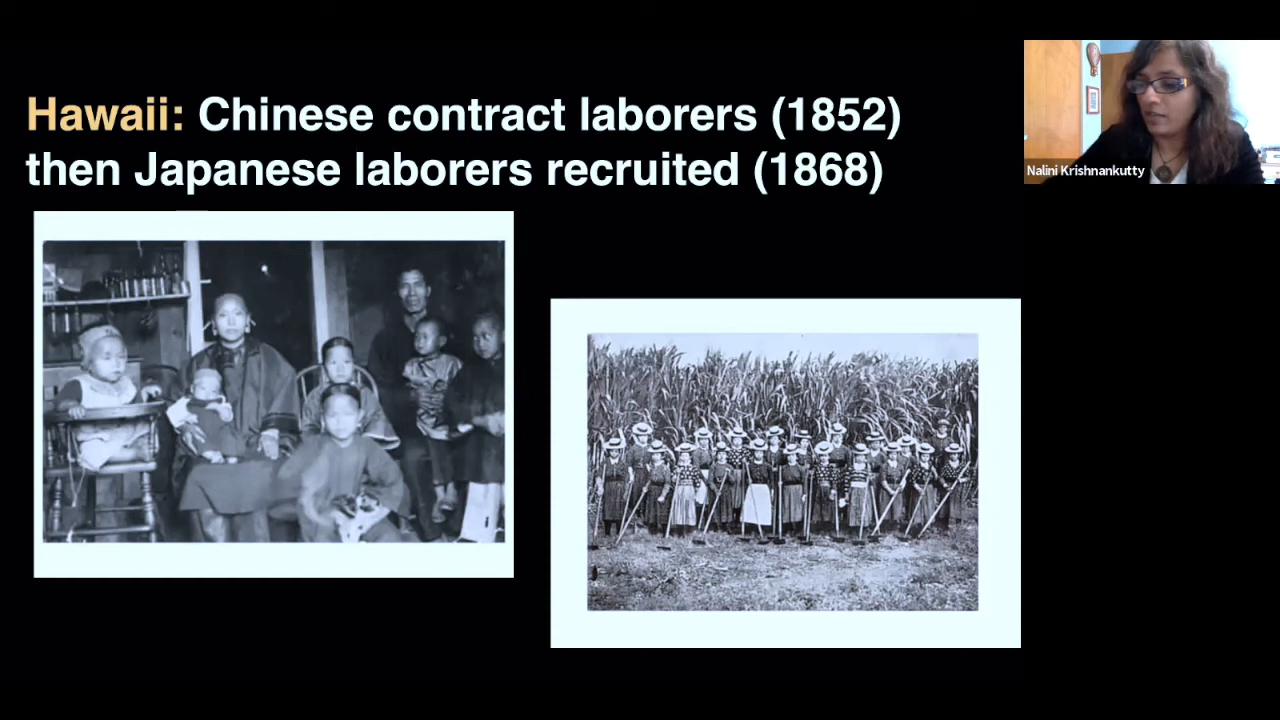 Hawaii: Chinese contract laborers (1852)
then Japanese laborers recruited (1868)
Nalini Krishnankutty